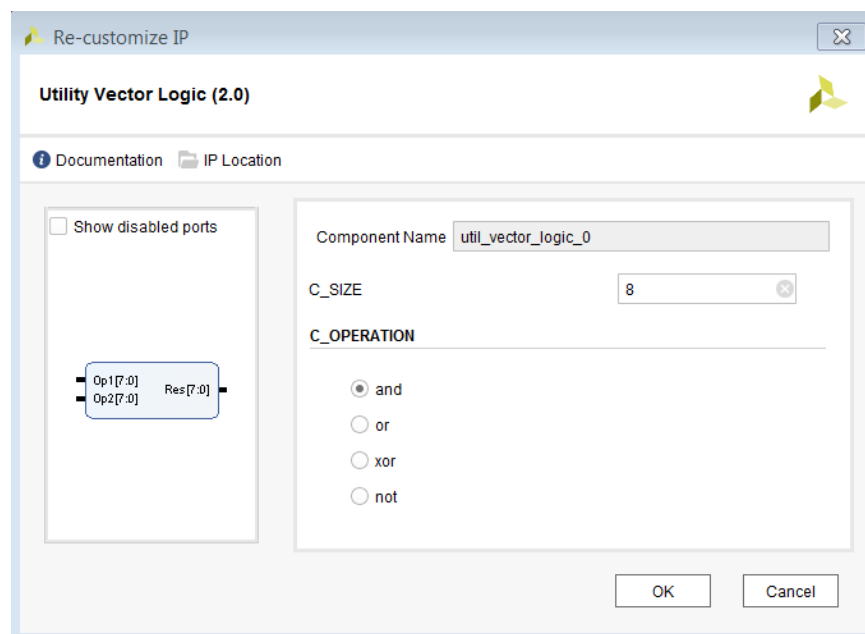 Re-customize IP
Utility Vector Logic (2.0)
Documentation IP Location
Show disabled ports
Op1[7:0]
Op2[7:0]
Res[7:0]
Component Name util_vector_logic_0
C_SIZE 8
C_OPERATION
and
or
xor
not
OK Cancel